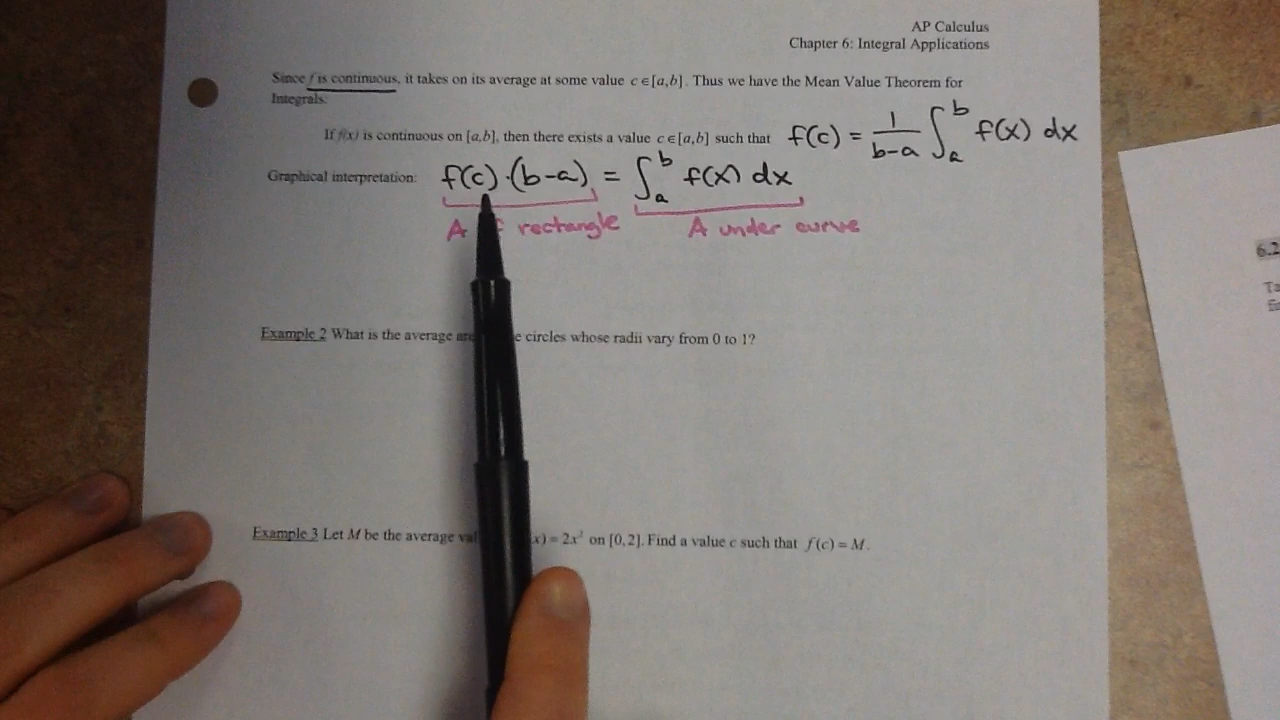 AP Calculus
Chapter 6: Integral Applications
Since f is continuous, it takes on its average at some value c ∈ [a,b]. Thus we have the Mean Value Theorem for
Integrals:
If f(x) is continuous on [a,b], then there exists a value c ∈ [a,b] such that f(c) = 1/(b-a) ∫_a^b f(x) dx
Graphical interpretation: f(c)·(b-a) = ∫_a^b f(x) dx
A rectangle A under curve
6.2
Example 2 What is the average circles whose radii vary from 0 to 1?
Example 3 Let M be the average x) = 2x² on [0,2]. Find a value c such that f(c) = M.